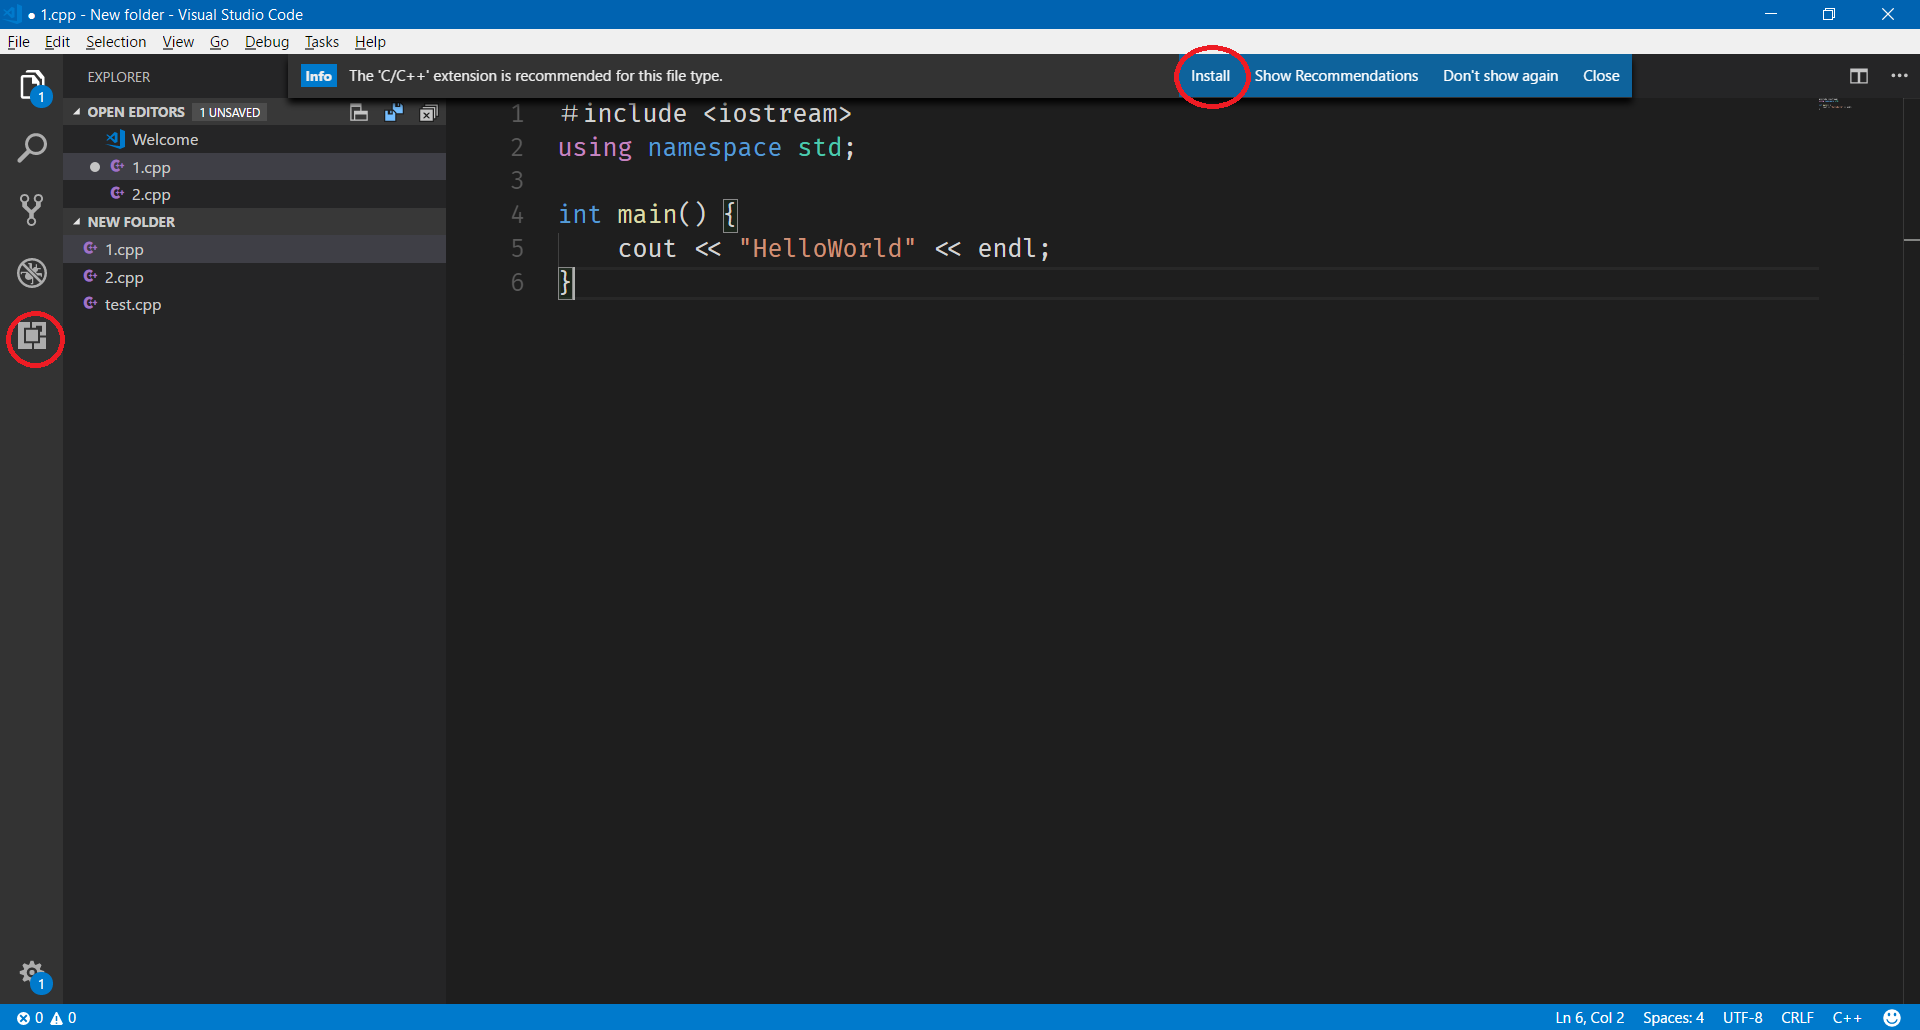 ● 1.cpp - New folder - Visual Studio Code
File Edit Selection View Go Debug Tasks Help
1
EXPLORER
Info The 'C/C++' extension is recommended for this file type. Install Show Recommendations Don't show again Close
OPEN EDITORS 1 UNSAVED
Welcome
● 1.cpp
2.cpp
NEW FOLDER
1.cpp
2.cpp
test.cpp
1 #include <iostream>
2 using namespace std;
3
4 int main() {
5 cout << "HelloWorld" << endl;
6 }
1
0 0 Ln 6, Col 2 Spaces: 4 UTF-8 CRLF C++